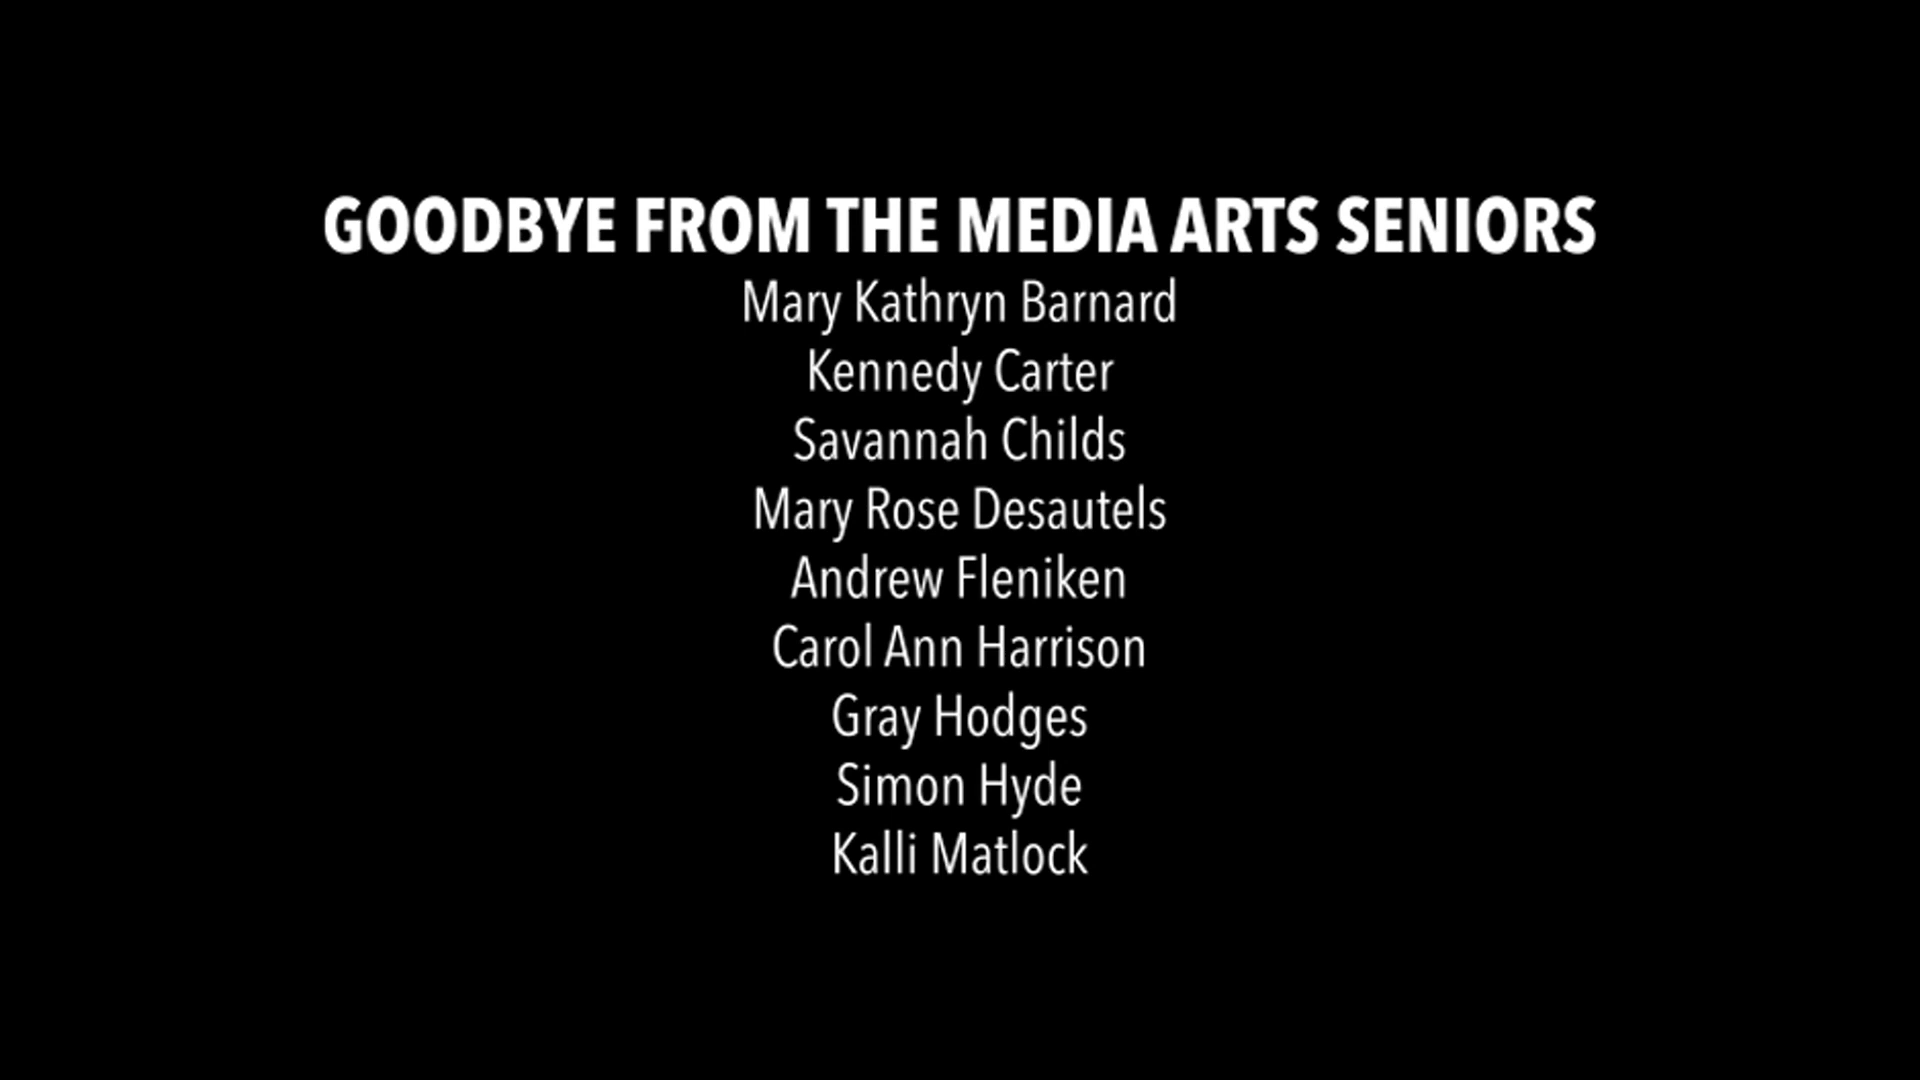 GOODBYE FROM THE MEDIA ARTS SENIORS
Mary Kathryn Barnard
Kennedy Carter
Savannah Childs
Mary Rose Desautels
Andrew Fleniken
Carol Ann Harrison
Gray Hodges
Simon Hyde
Kalli Matlock